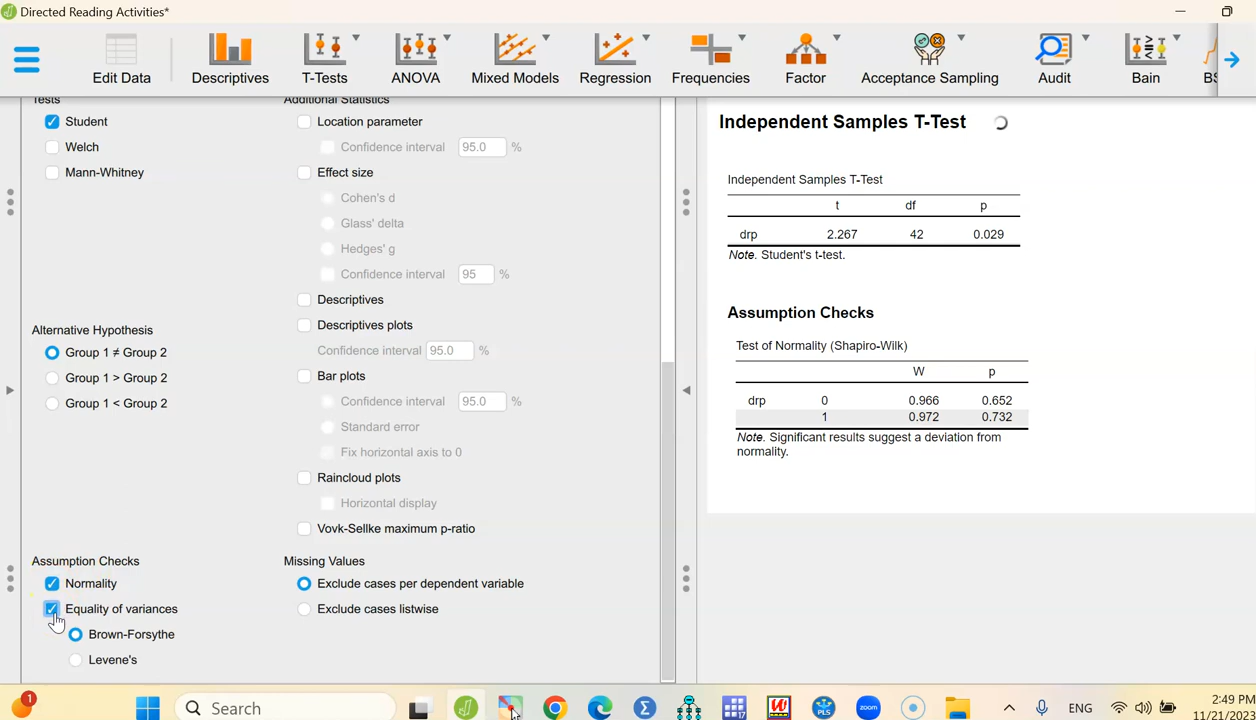 Directed Reading Activities*
Edit Data
Descriptives
T-Tests
ANOVA
Mixed Models
Regression
Frequencies
Factor
Acceptance Sampling
Audit
Bain
Tests
Student
Welch
Mann-Whitney
Alternative Hypothesis
Group 1 ≠ Group 2
Group 1 > Group 2
Group 1 < Group 2
Assumption Checks
Normality
Equality of variances
Brown-Forsythe
Levene's
Additional Statistics
Location parameter
Confidence interval 95.0 %
Effect size
Cohen's d
Glass' delta
Hedges' g
Confidence interval 95 %
Descriptives
Descriptives plots
Confidence interval 95.0 %
Bar plots
Confidence interval 95.0 %
Standard error
Fix horizontal axis to 0
Raincloud plots
Horizontal display
Vovk-Sellke maximum p-ratio
Missing Values
Exclude cases per dependent variable
Exclude cases listwise
Independent Samples T-Test
Independent Samples T-Test
t df p
drp 2.267 42 0.029
Note. Student's t-test.
Assumption Checks
Test of Normality (Shapiro-Wilk)
W p
drp 0 0.966 0.652
1 0.972 0.732
Note. Significant results suggest a deviation from
normality.
1
Search
17
W
PLS
zoom
ENG
2:49 PM
11/21/2023